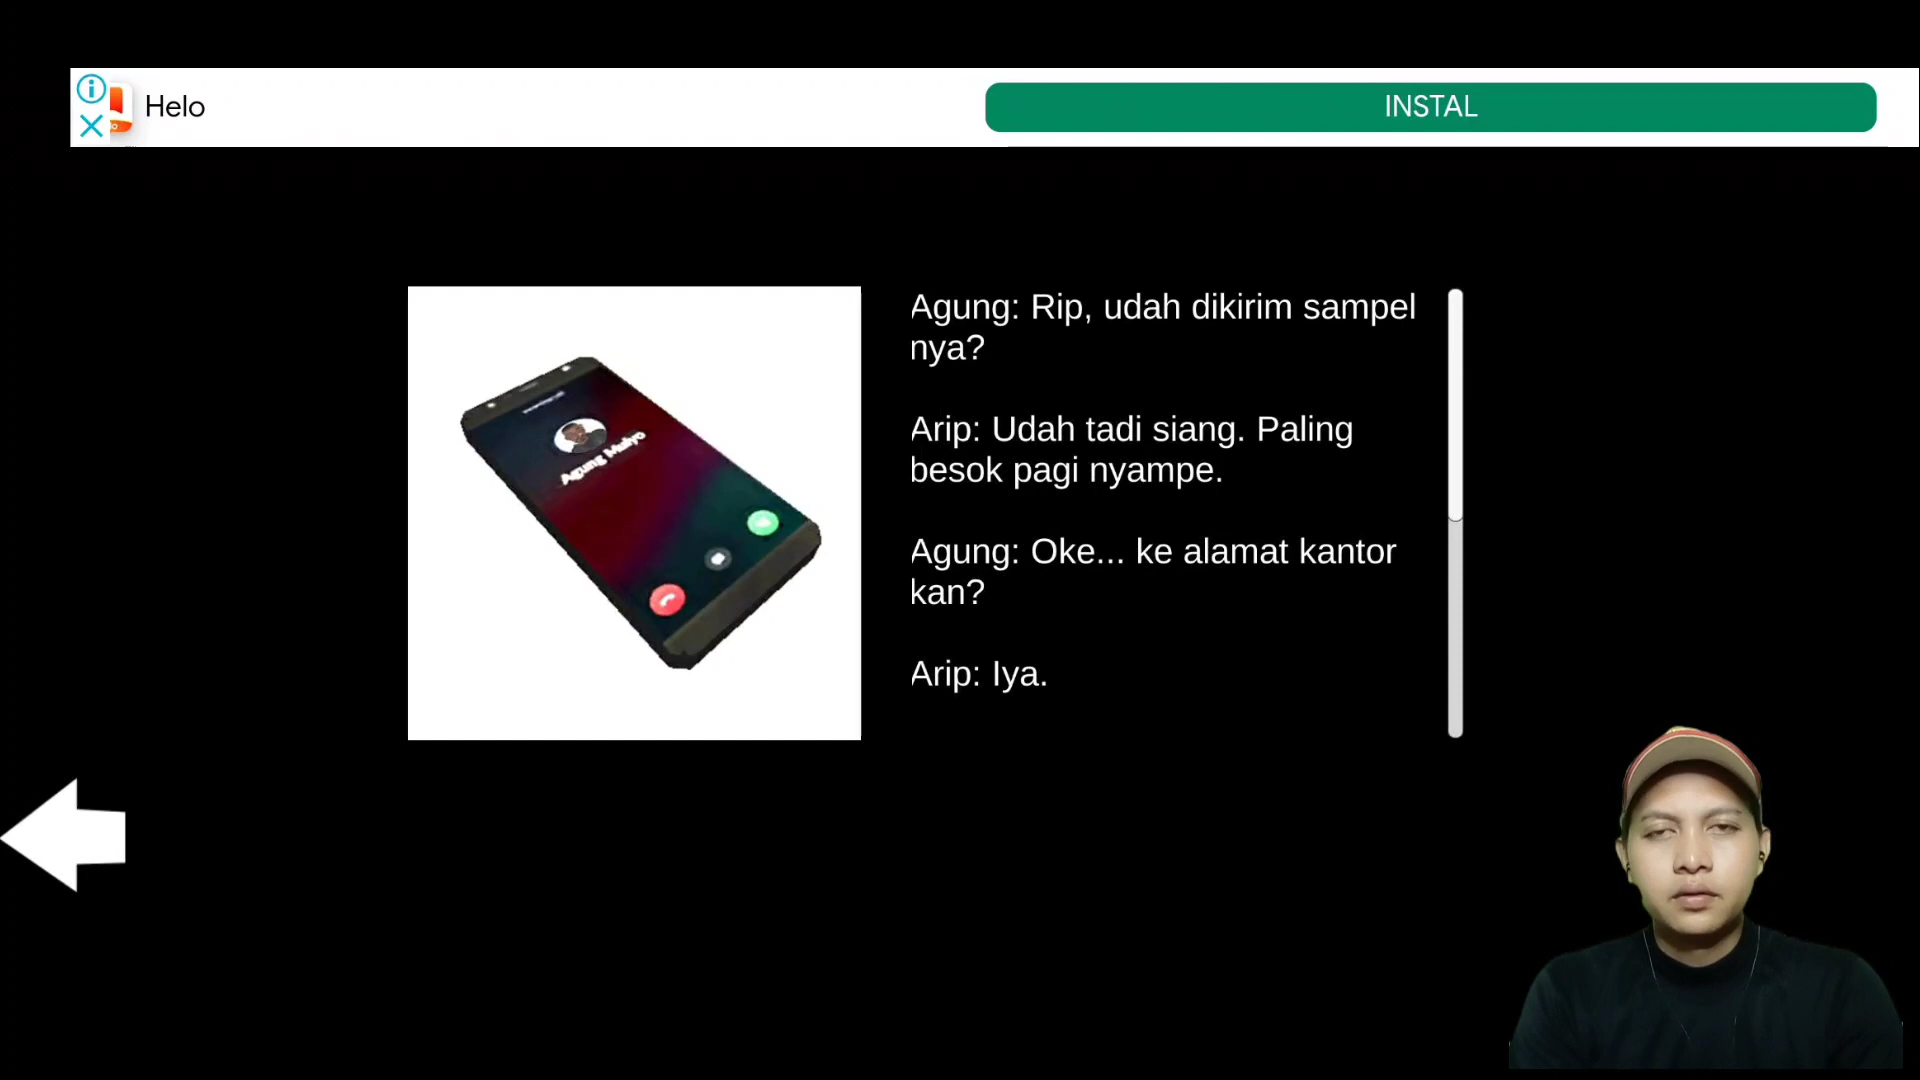 Helo
INSTAL
Agung: Rip, udah dikirim sampel
nya?
Arip: Udah tadi siang. Paling
besok pagi nyampe.
Agung: Oke... ke alamat kantor
kan?
Arip: Iya.
Agung Mulyo